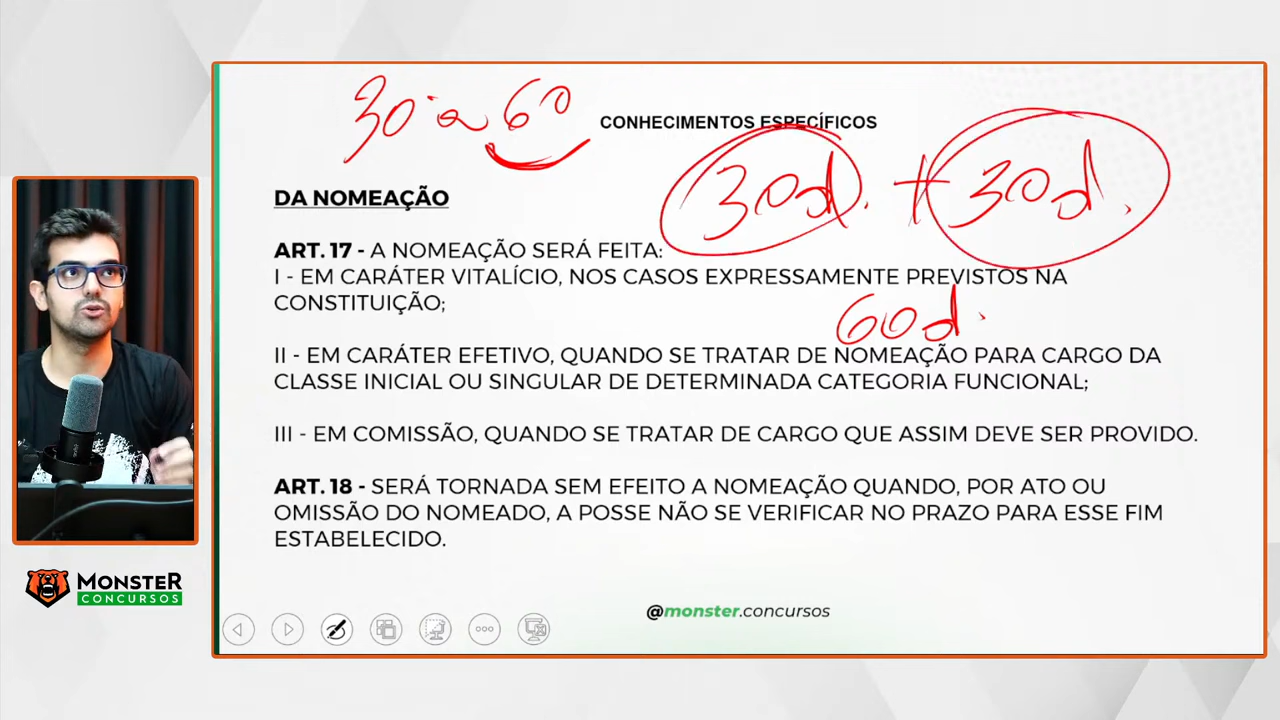 30 a 60
CONHECIMENTOS ESPECÍFICOS
30d. + 30d.
DA NOMEAÇÃO
ART. 17 - A NOMEAÇÃO SERÁ FEITA:
I - EM CARÁTER VITALÍCIO, NOS CASOS EXPRESSAMENTE PREVISTOS NA
CONSTITUIÇÃO;
60d.
II - EM CARÁTER EFETIVO, QUANDO SE TRATAR DE NOMEAÇÃO PARA CARGO DA
CLASSE INICIAL OU SINGULAR DE DETERMINADA CATEGORIA FUNCIONAL;
III - EM COMISSÃO, QUANDO SE TRATAR DE CARGO QUE ASSIM DEVE SER PROVIDO.
ART. 18 - SERÁ TORNADA SEM EFEITO A NOMEAÇÃO QUANDO, POR ATO OU
OMISSÃO DO NOMEADO, A POSSE NÃO SE VERIFICAR NO PRAZO PARA ESSE FIM
ESTABELECIDO.
MONSTER
CONCURSOS
@monster.concursos